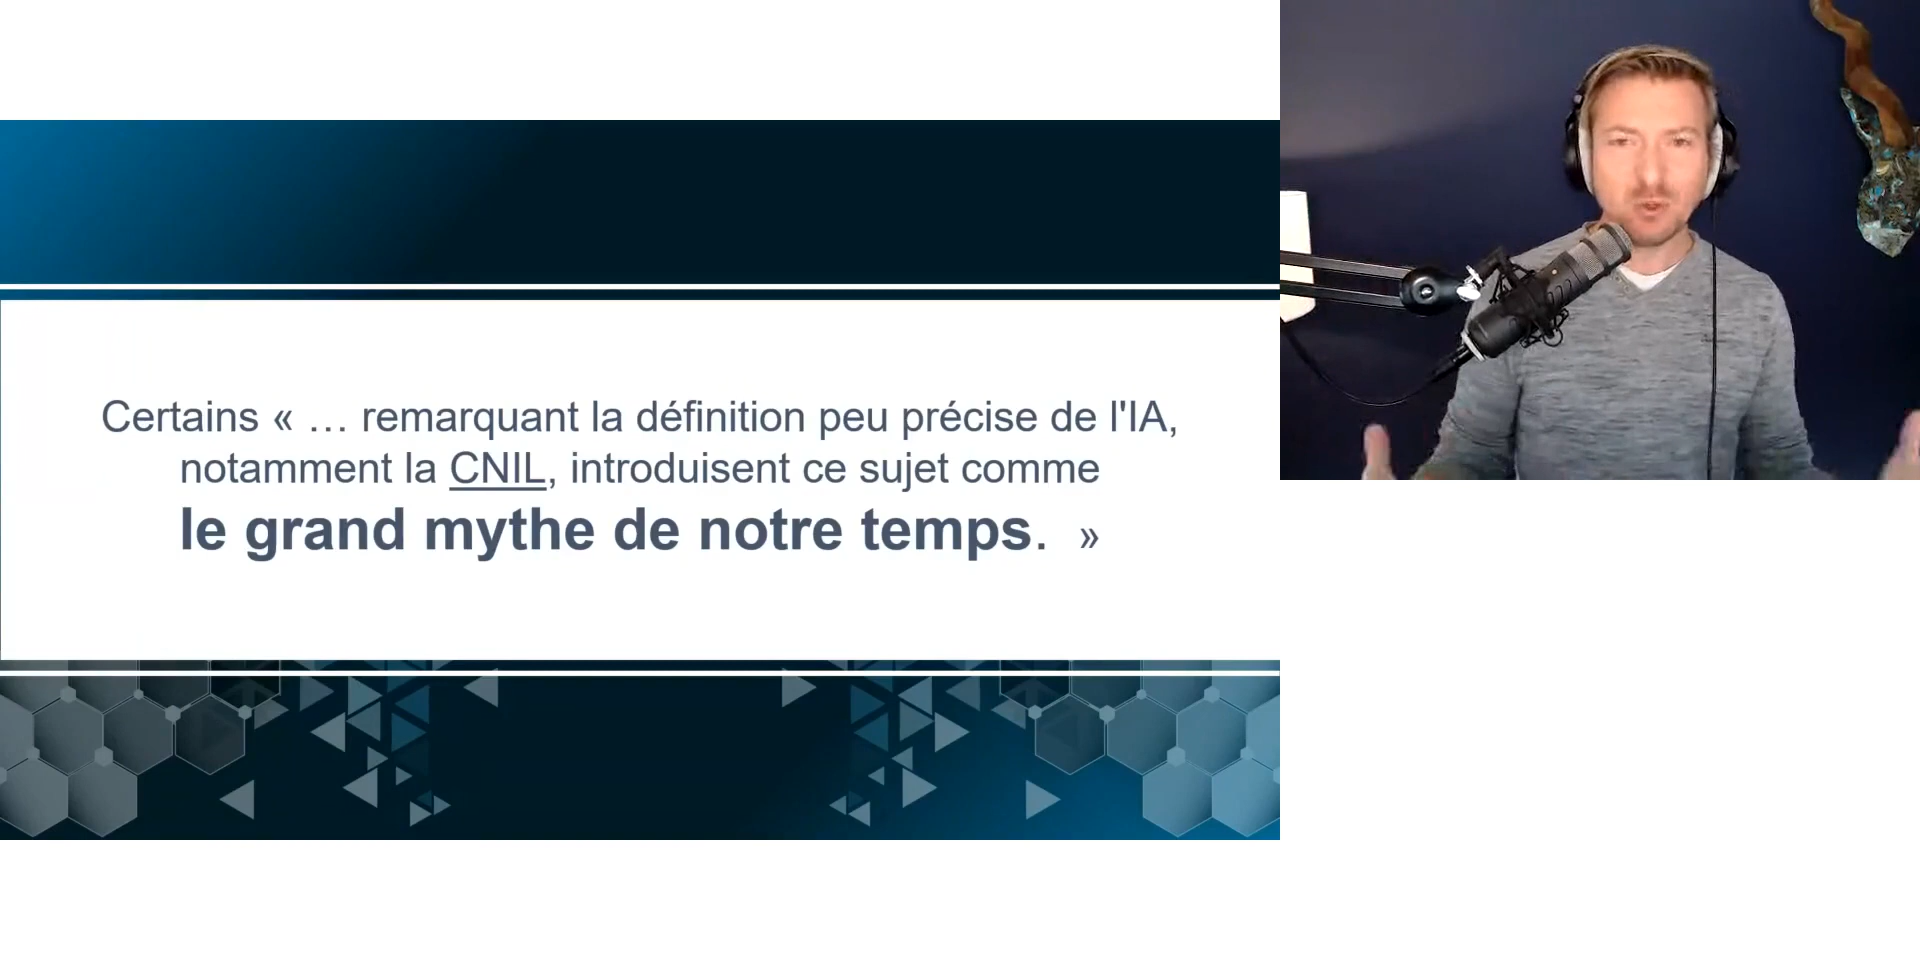 Certains « … remarquant la définition peu précise de l'IA,
notamment la CNIL, introduisent ce sujet comme
le grand mythe de notre temps. »